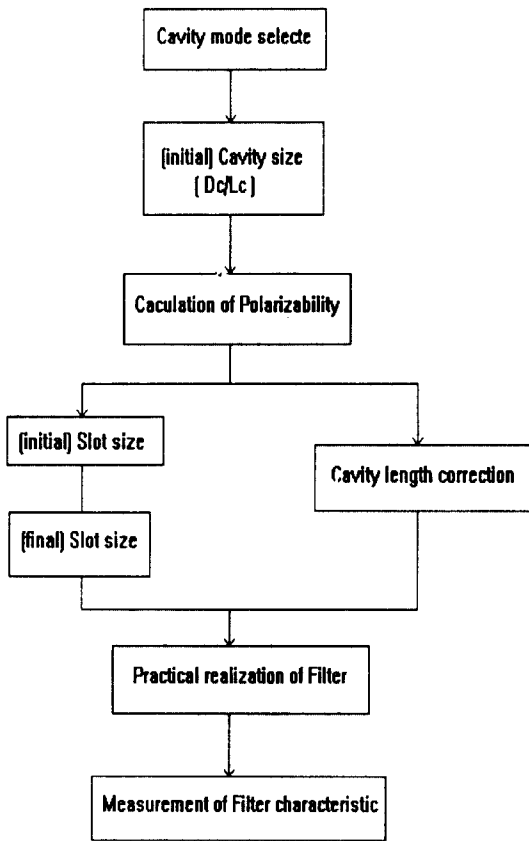 Cavity mode selecte
(initial) Cavity size
( Dc/Lc )
Caculation of Polarizability
(initial) Slot size
Cavity length correction
(final) Slot size
Practical realization of Filter
Measurement of Filter characteristic